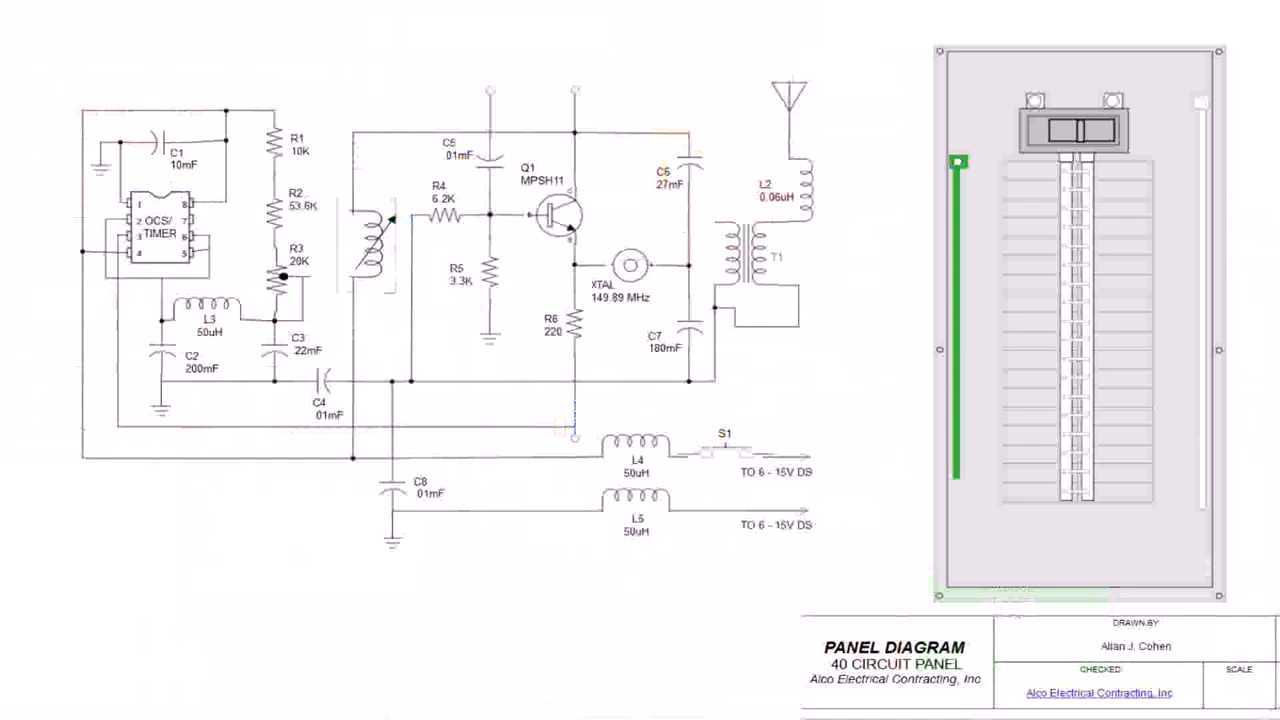 C1
10mF
R1
10K
R2
53.6K
R3
20K
1
8
2 OCS/ 7
3 TIMER 6
4
5
L3
50uH
C2
200mF
C3
22mF
C4
01mF
C5
.01mF
R4
6.2K
Q1
MPSH11
R5
3.3K
C6
27mF
L2
0.06uH
T1
XTAL
149.89 MHz
R6
220
C7
180mF
C8
01mF
L4
50uH
S1
TO 6 - 15V DS
L5
50uH
TO 6 - 15V DS
PANEL DIAGRAM
40 CIRCUIT PANEL
Alco Electrical Contracting, Inc
DRAWN BY
Allan J. Cohen
CHECKED:
Alco Electrical Contracting, Inc
SCALE